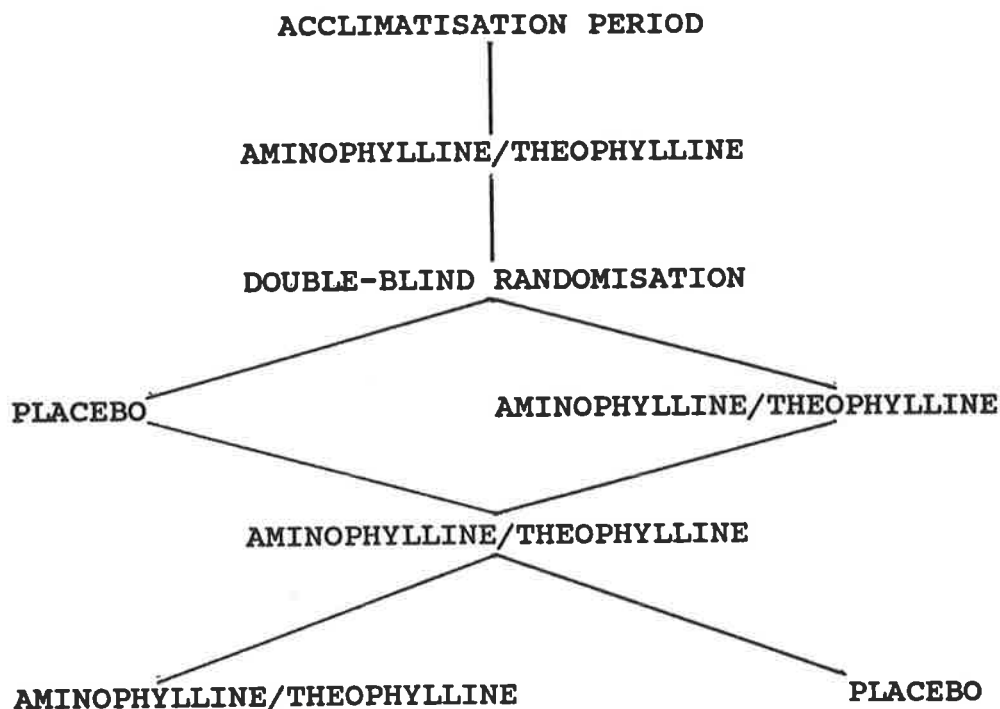 ACCLIMATISATION PERIOD
AMINOPHYLLINE/THEOPHYLLINE
DOUBLE-BLIND RANDOMISATION
PLACEBO
AMINOPHYLLINE/THEOPHYLLINE
AMINOPHYLLINE/THEOPHYLLINE
AMINOPHYLLINE/THEOPHYLLINE
PLACEBO